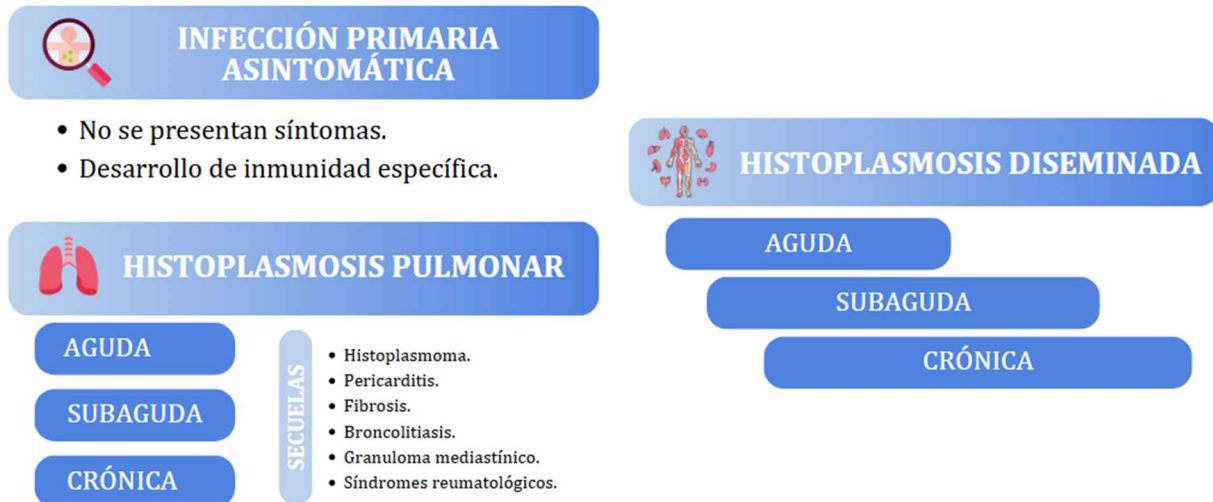 INFECCIÓN PRIMARIA
ASINTOMÁTICA
• No se presentan síntomas.
• Desarrollo de inmunidad específica.
HISTOPLASMOSIS PULMONAR
AGUDA
SUBAGUDA
CRÓNICA
SECUELAS
• Histoplasmoma.
• Pericarditis.
• Fibrosis.
• Broncolitiasis.
• Granuloma mediastínico.
• Síndromes reumatológicos.
HISTOPLASMOSIS DISEMINADA
AGUDA
SUBAGUDA
CRÓNICA